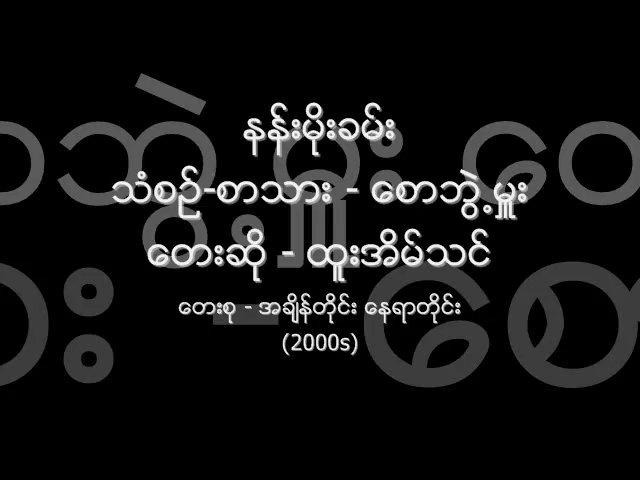 နန်းမိုးခမ်း
သံစဉ်-စာသား - စောဘွဲ့မှူး
တေးဆို - ထူးအိမ်သင်
တေးစု - အချိန်တိုင်း နေရာတိုင်း
(2000s)